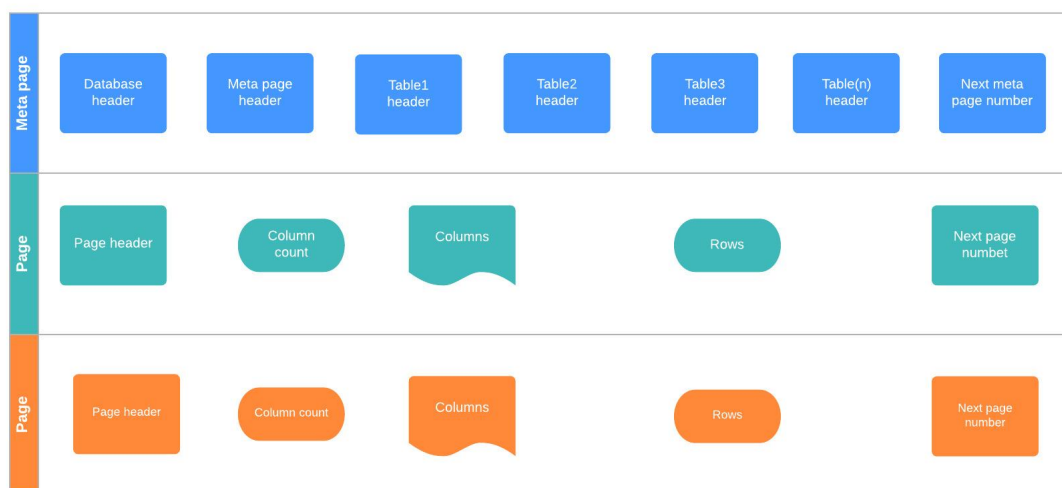 Meta page
Database
header
Meta page
header
Table1
header
Table2
header
Table3
header
Table(n)
header
Next meta
page number
Page
Page header
Column
count
Columns
Rows
Next page
numbet
Page
Page header
Column count
Columns
Rows
Next page
number